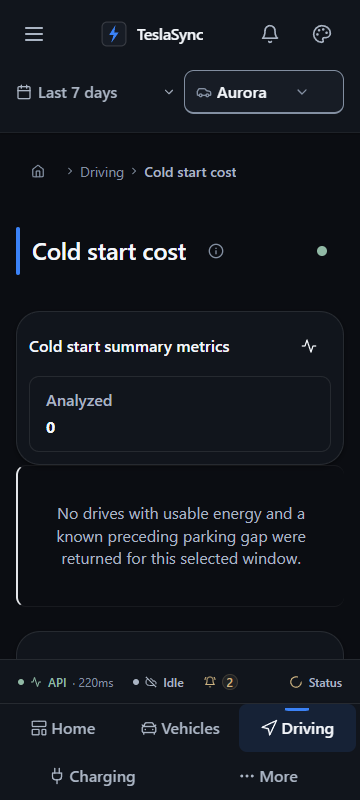 TeslaSync
Last 7 days
Aurora
Driving
Cold start cost
Cold start cost
Cold start summary metrics
Analyzed
0
No drives with usable energy and a
known preceding parking gap were
returned for this selected window.
API · 220ms
Idle
2
Status
Home
Vehicles
Driving
Charging
More